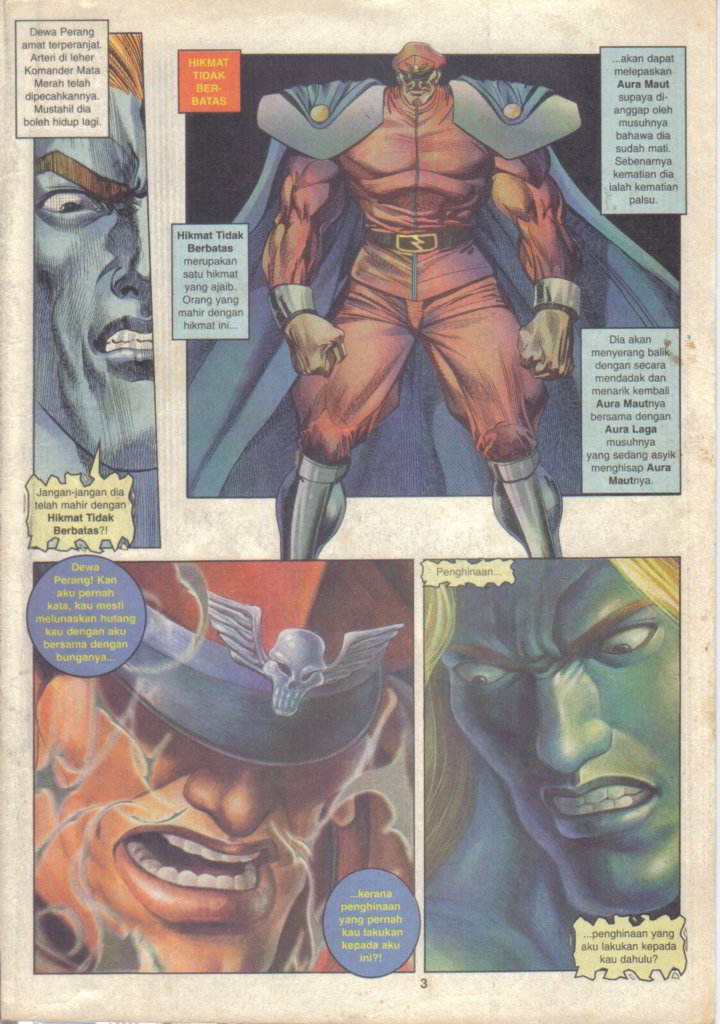 Dewa Perang
amat terperanjat.
Arteri di leher
Komander Mata
Merah telah
dipecahkannya.
Mustahil dia
boleh hidup lagi.
Jangan-jangan dia
telah mahir dengan
Hikmat Tidak
Berbatas?!
HIKMAT
TIDAK
BER-
BATAS
Hikmat Tidak
Berbatas
merupakan
satu hikmat
yang ajaib.
Orang yang
mahir dengan
hikmat ini...
...akan dapat
melepaskan
Aura Maut
supaya di-
anggap oleh
musuhnya
bahawa dia
sudah mati.
Sebenarnya
kematian dia
ialah kematian
palsu.
Dia akan
menyerang balik
dengan secara
mendadak dan
menarik kembali
Aura Mautnya
bersama dengan
Aura Laga
musuhnya
yang sedang asyik
menghisap Aura
Mautnya.
Dewa
Perang! Kan
aku pernah
kata, kau mesti
melunaskan hutang
kau dengan aku
bersama dengan
bunganya...
...kerana
penghinaan
yang pernah
kau lakukan
kepada aku
ini?!
Penghinaan...
...penghinaan yang
aku lakukan kepada
kau dahulu?
3